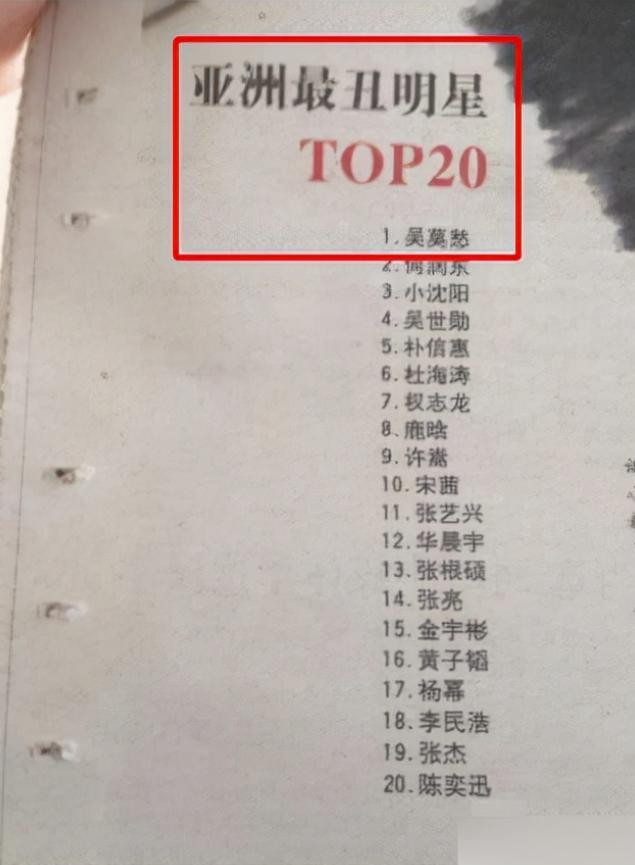 亚洲最丑明星
TOP20
1.吴莫愁
2.何润东
3.小沈阳
4.吴世勋
5.朴信惠
6.杜海涛
7.权志龙
8.鹿晗
9.许嵩
10.宋茜
11.张艺兴
12.华晨宇
13.张根硕
14.张亮
15.金宇彬
16.黄子韬
17.杨幂
18.李民浩
19.张杰
20.陈奕迅